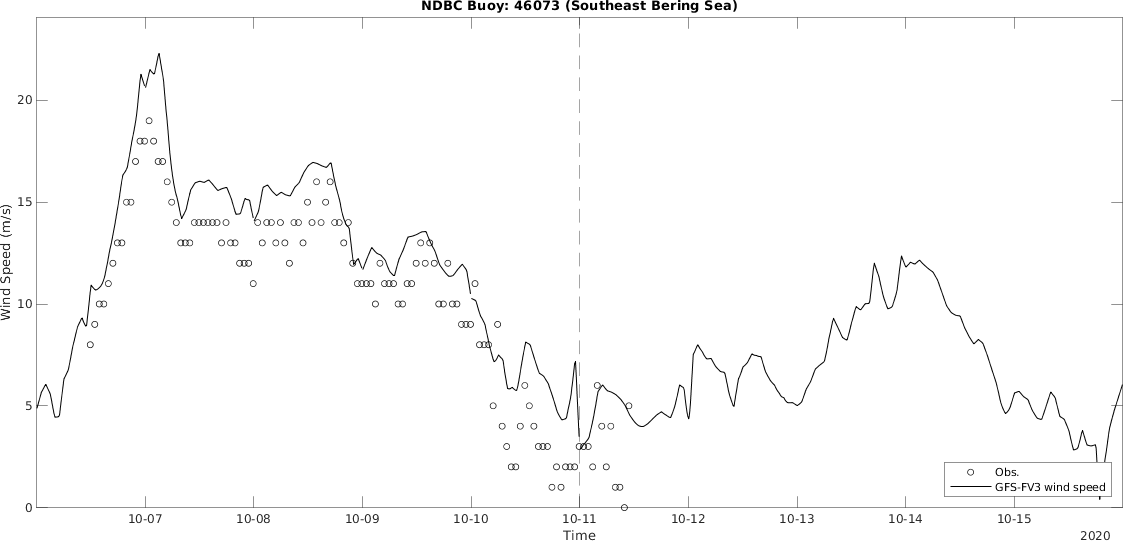 NDBC Buoy: 46073 (Southeast Bering Sea)
Wind Speed (m/s)
20
15
10
5
0
10-07 10-08 10-09 10-10 10-11 10-12 10-13 10-14 10-15
Time
2020
Obs.
GFS-FV3 wind speed